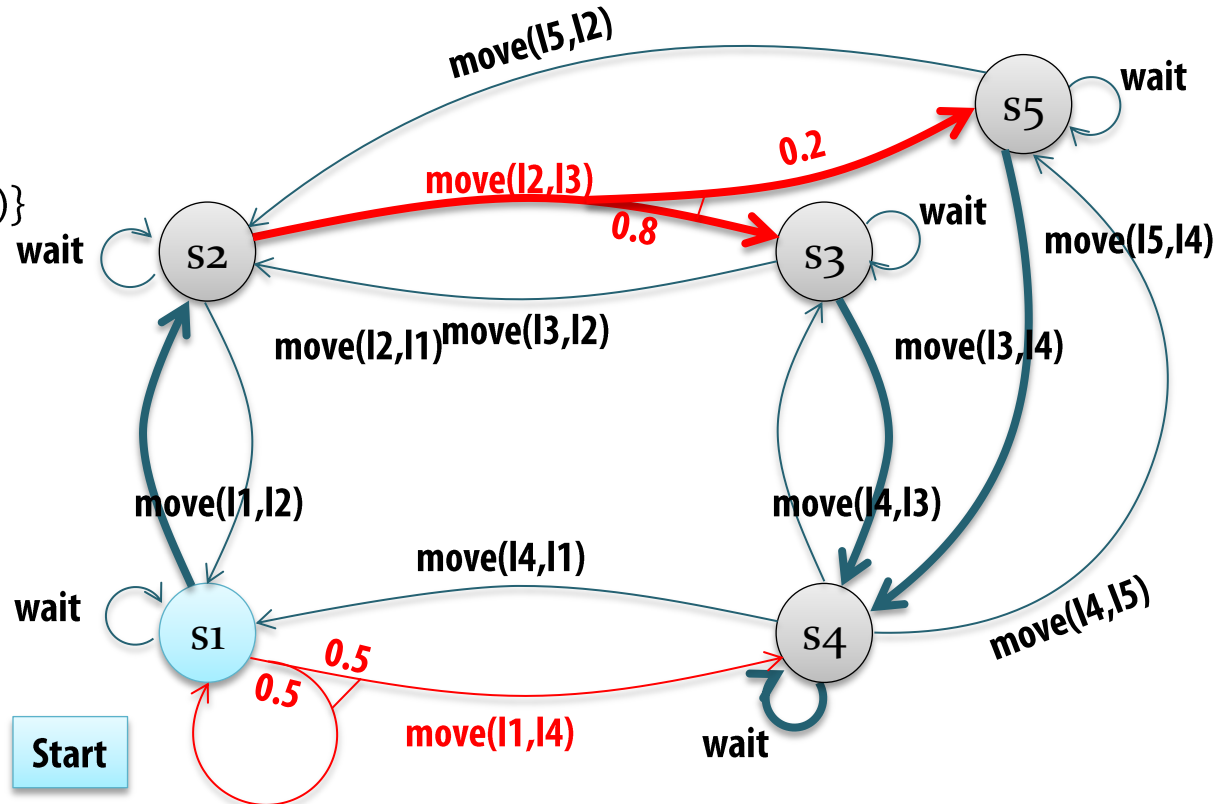 move(l5,l2)
wait
s5
0.2
move(l2,l3)
)}
wait
0.8
wait
s2
s3
move(l5,l4)
move(l2,l1)
move(l3,l2)
move(l3,l4)
move(l1,l2)
move(l4,l3)
move(l4,l1)
wait
s1
s4
move(l4,l5)
0.5
0.5
move(l1,l4)
wait
Start